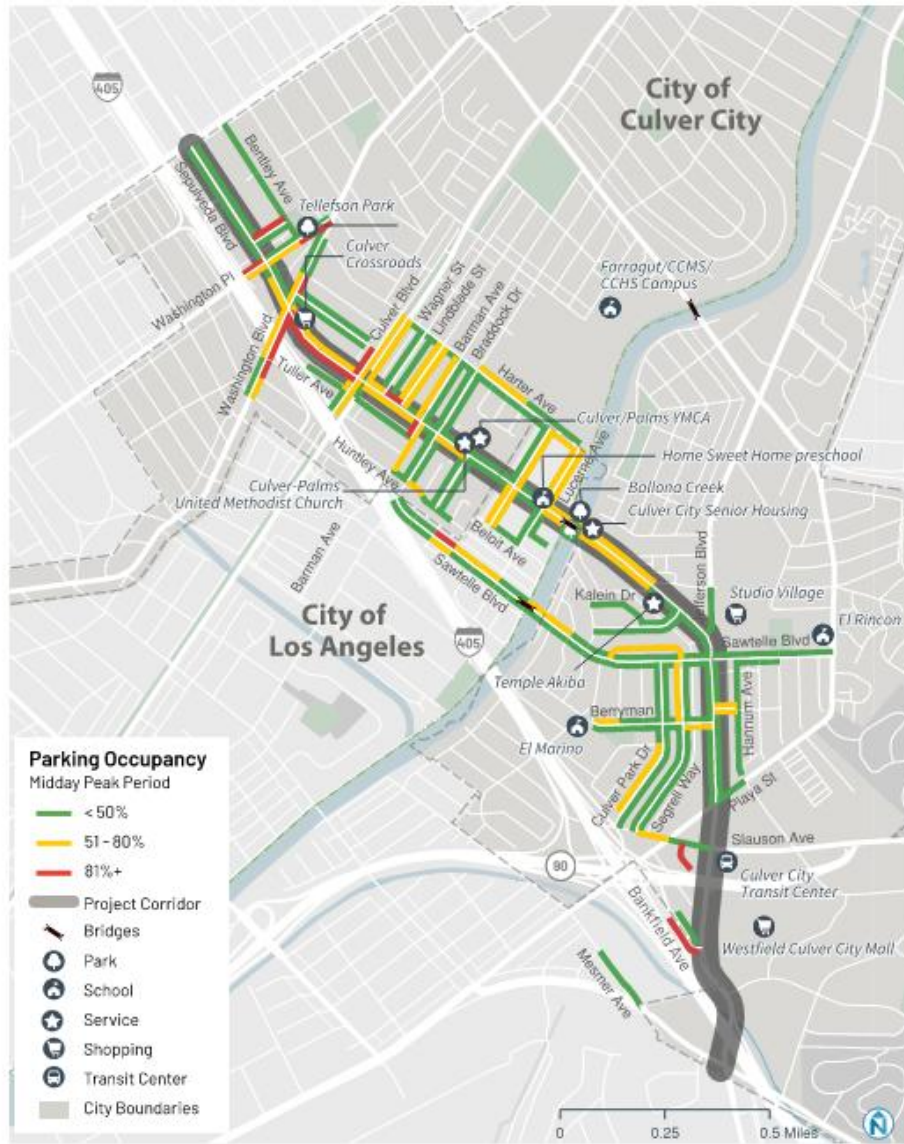 City of
Culver City
405
Bentley Ave
Sepulveda Blvd
Tellefson Park
Culver
Crossroads
Washington Pl
Washington Blvd
Tuller Ave
Culver Blvd
Wagner St
Lindblade St
Barman Ave
Braddock Dr
Farragut/CCMS/
CCHS Campus
Harter Ave
Culver/Palms YMCA
Huntley Ave
Lucerne Ave
Home Sweet Home preschool
Culver-Palms
United Methodist Church
Ballona Creek
Culver City Senior Housing
Beloit Ave
Barman Ave
Sawtelle Blvd
Kalein Dr
Jefferson Blvd
Studio Village
El Rincon
City of
Los Angeles
405
Sawtelle Blvd
Temple Akiba
Hannum Ave
Berryman
El Marino
Culver Park Dr
Segrell Way
Playa St
Slauson Ave
90
Culver City
Transit Center
Bankfield Ave
Westfield Culver City Mall
Mesmer Ave
Parking Occupancy
Midday Peak Period
< 50%
51 - 80%
81%+
Project Corridor
Bridges
Park
School
Service
Shopping
Transit Center
City Boundaries
0 0.25 0.5 Miles
N